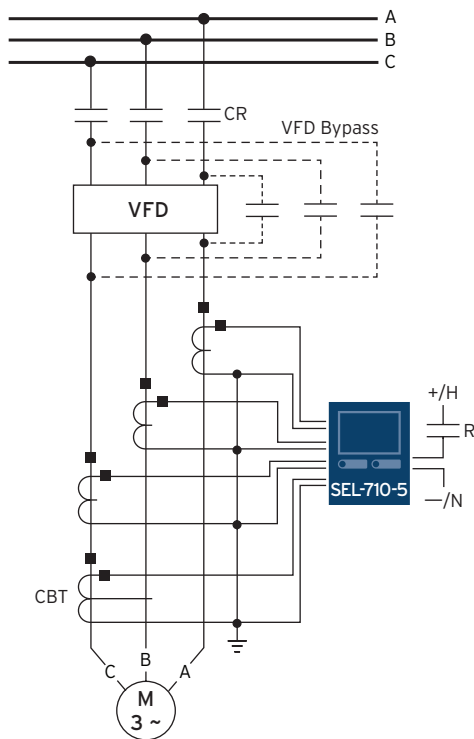 A
B
C
CR
VFD Bypass
VFD
+/H
R
SEL-710-5
—/N
CBT
C
B
A
M
3 ~